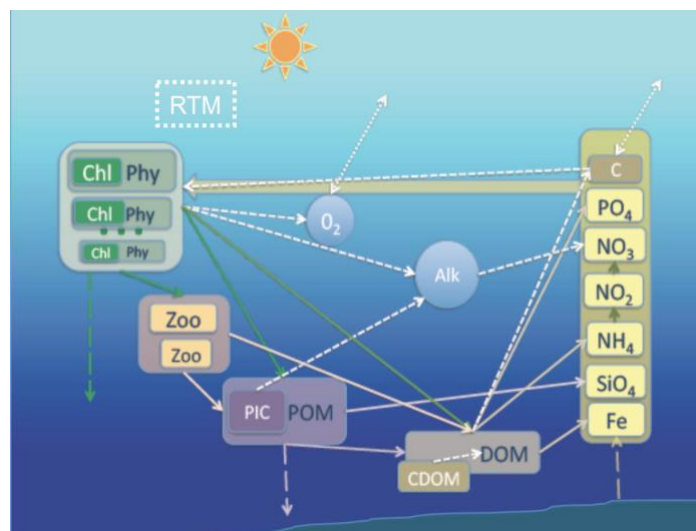 RTM
Chl Phy
Chl Phy
Chl Phy
Zoo
Zoo
PIC POM
O₂
Alk
CDOM
DOM
C
PO₄
NO₃
NO₂
NH₄
SiO₄
Fe